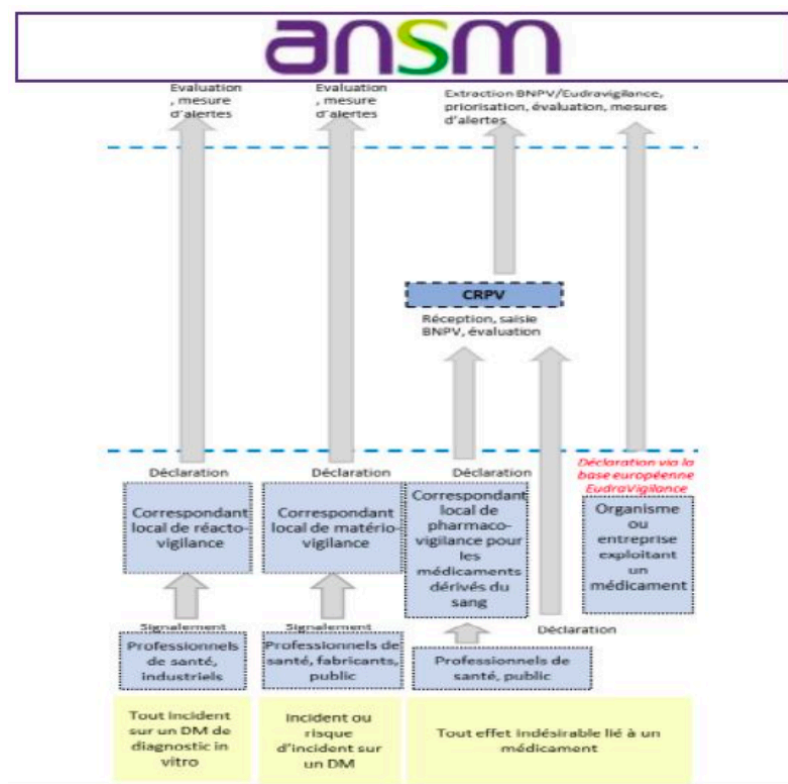 ansm
Evaluation
, mesure
d'alertes
Evaluation
, mesure
d'alertes
Extraction BNPV/Eudravigilance,
priorisation, évaluation, mesures
d'alertes
CRPV
Réception, saisie
BNPV, évaluation
Déclaration
Déclaration
Déclaration
Déclaration via la
base européenne
EudraVigilance
Correspondant
local de réacto-
vigilance
Correspondant
local de matério-
vigilance
Correspondant
local de
pharmaco-
vigilance pour
les
médicaments
dérivés du
sang
Organisme
ou
entreprise
exploitant
un
médicament
Signalement
Signalement
Déclaration
Professionnels
de santé,
industriels
Professionnels de
santé, fabricants,
public
Professionnels de
santé, public
Tout incident
sur un DM de
diagnostic in
vitro
Incident ou
risque
d'incident sur
un DM
Tout effet indésirable lié à un
médicament